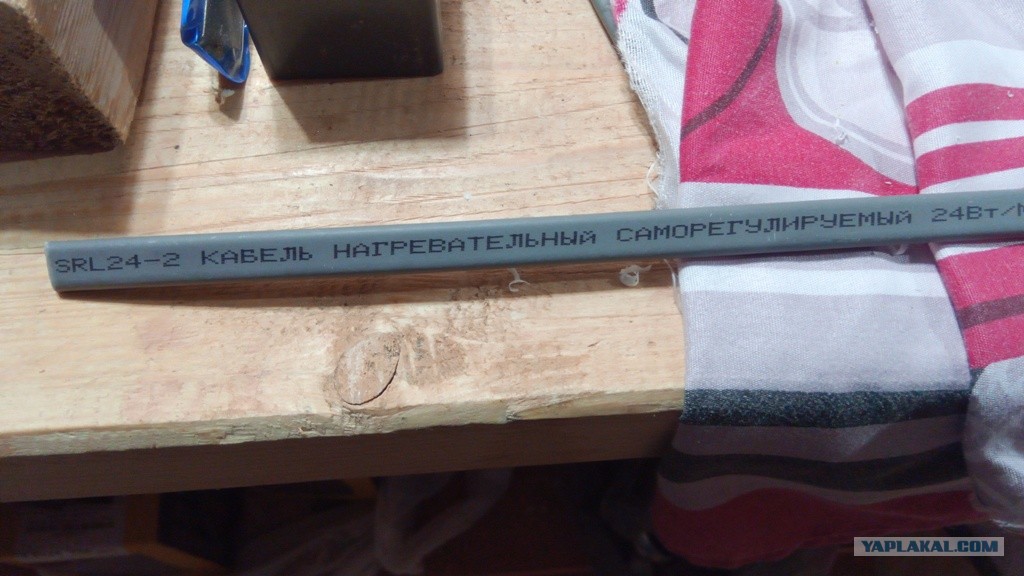 SRL24-2 КАБЕЛЬ НАГРЕВАТЕЛЬНЫЙ САМОРЕГУЛИРУЕМЫЙ 24Вт/М
YAPLAKAL.COM